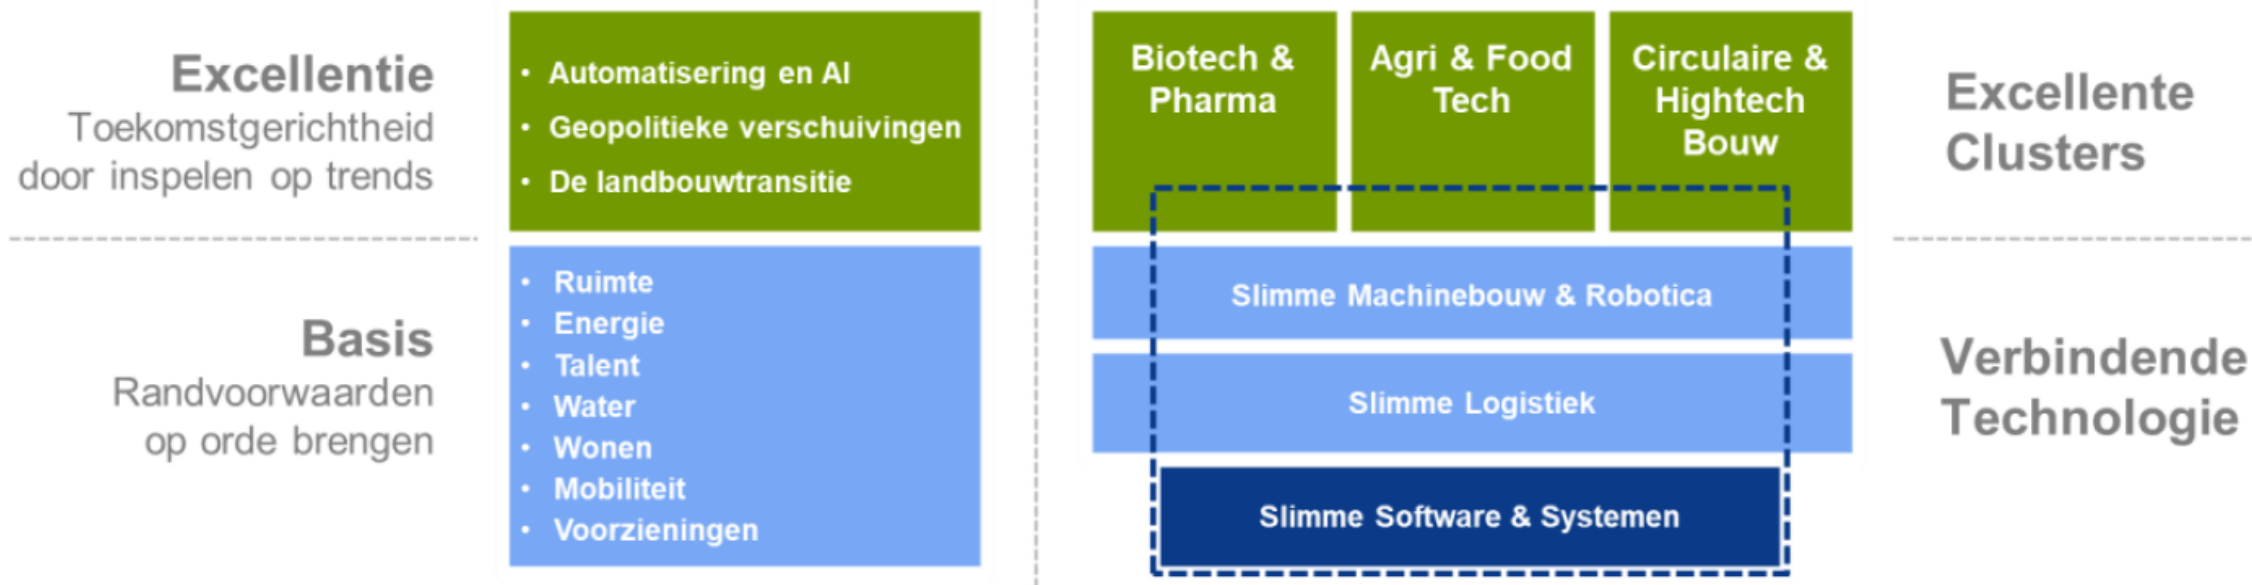 Excellentie
Toekomstgerichtheid
door inspelen op trends
• Automatisering en AI
• Geopolitieke verschuivingen
• De landbouwtransitie
Basis
Randvoorwaarden
op orde brengen
• Ruimte
• Energie
• Talent
• Water
• Wonen
• Mobiliteit
• Voorzieningen
Biotech &
Pharma
Agri & Food
Tech
Circulaire &
Hightech
Bouw
Excellente
Clusters
Slimme Machinebouw & Robotica
Slimme Logistiek
Slimme Software & Systemen
Verbindende
Technologie